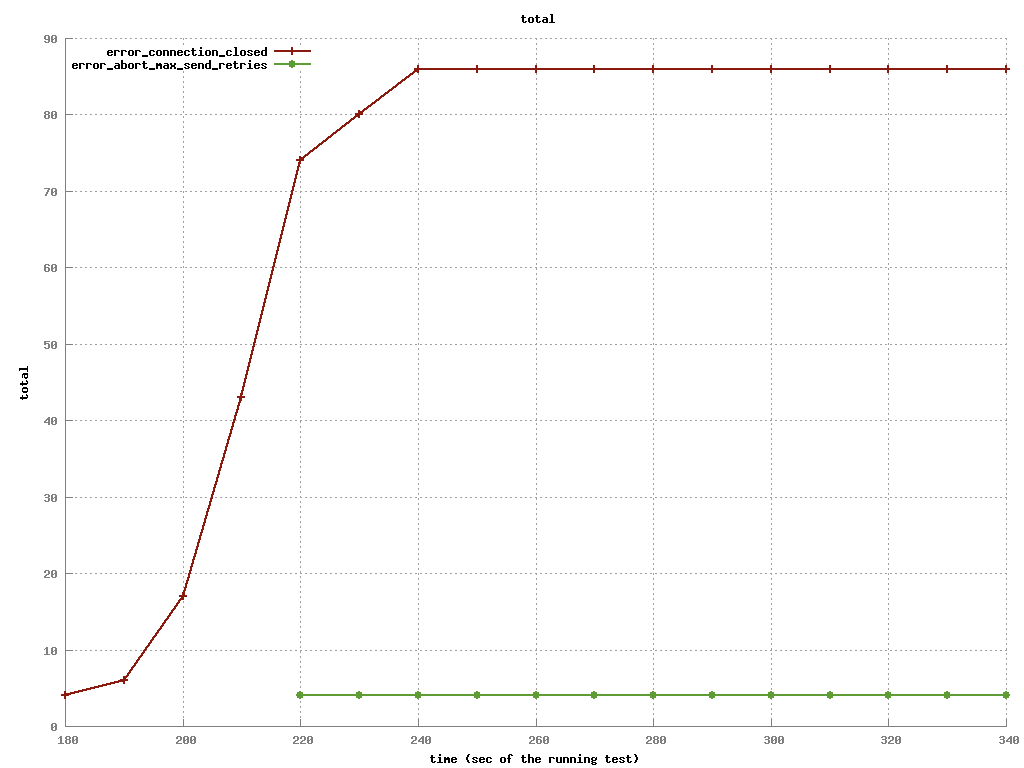 total
error_connection_closed
error_abort_max_send_retries
90
80
70
60
50
40
30
20
10
0
total
180 200 220 240 260 280 300 320 340
time (sec of the running test)